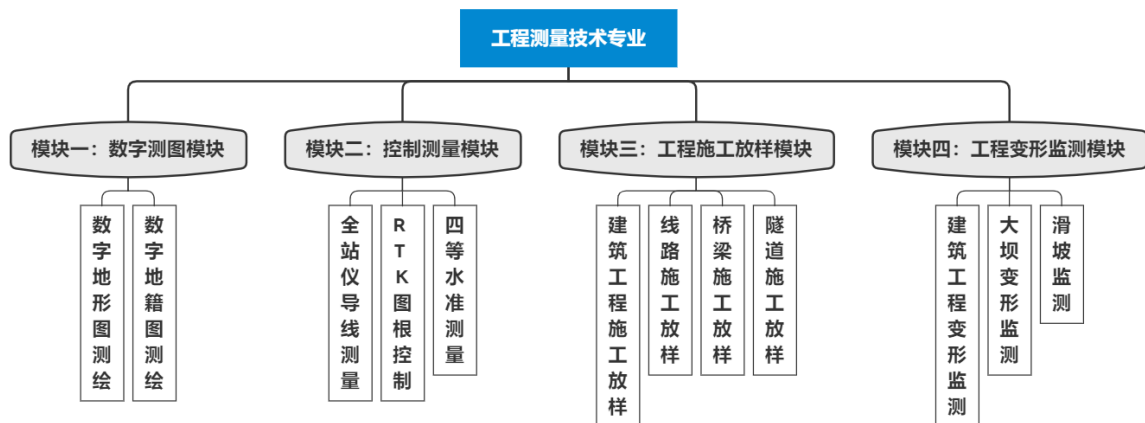 工程测量技术专业
模块一：数字测图模块
模块二：控制测量模块
模块三：工程施工放样模块
模块四：工程变形监测模块
数字地形图测绘
数字地籍图测绘
全站仪导线测量
RTK图根控制
四等水准测量
建筑工程施工放样
线路施工放样
桥梁施工放样
隧道施工放样
建筑工程变形监测
大坝变形监测
滑坡监测